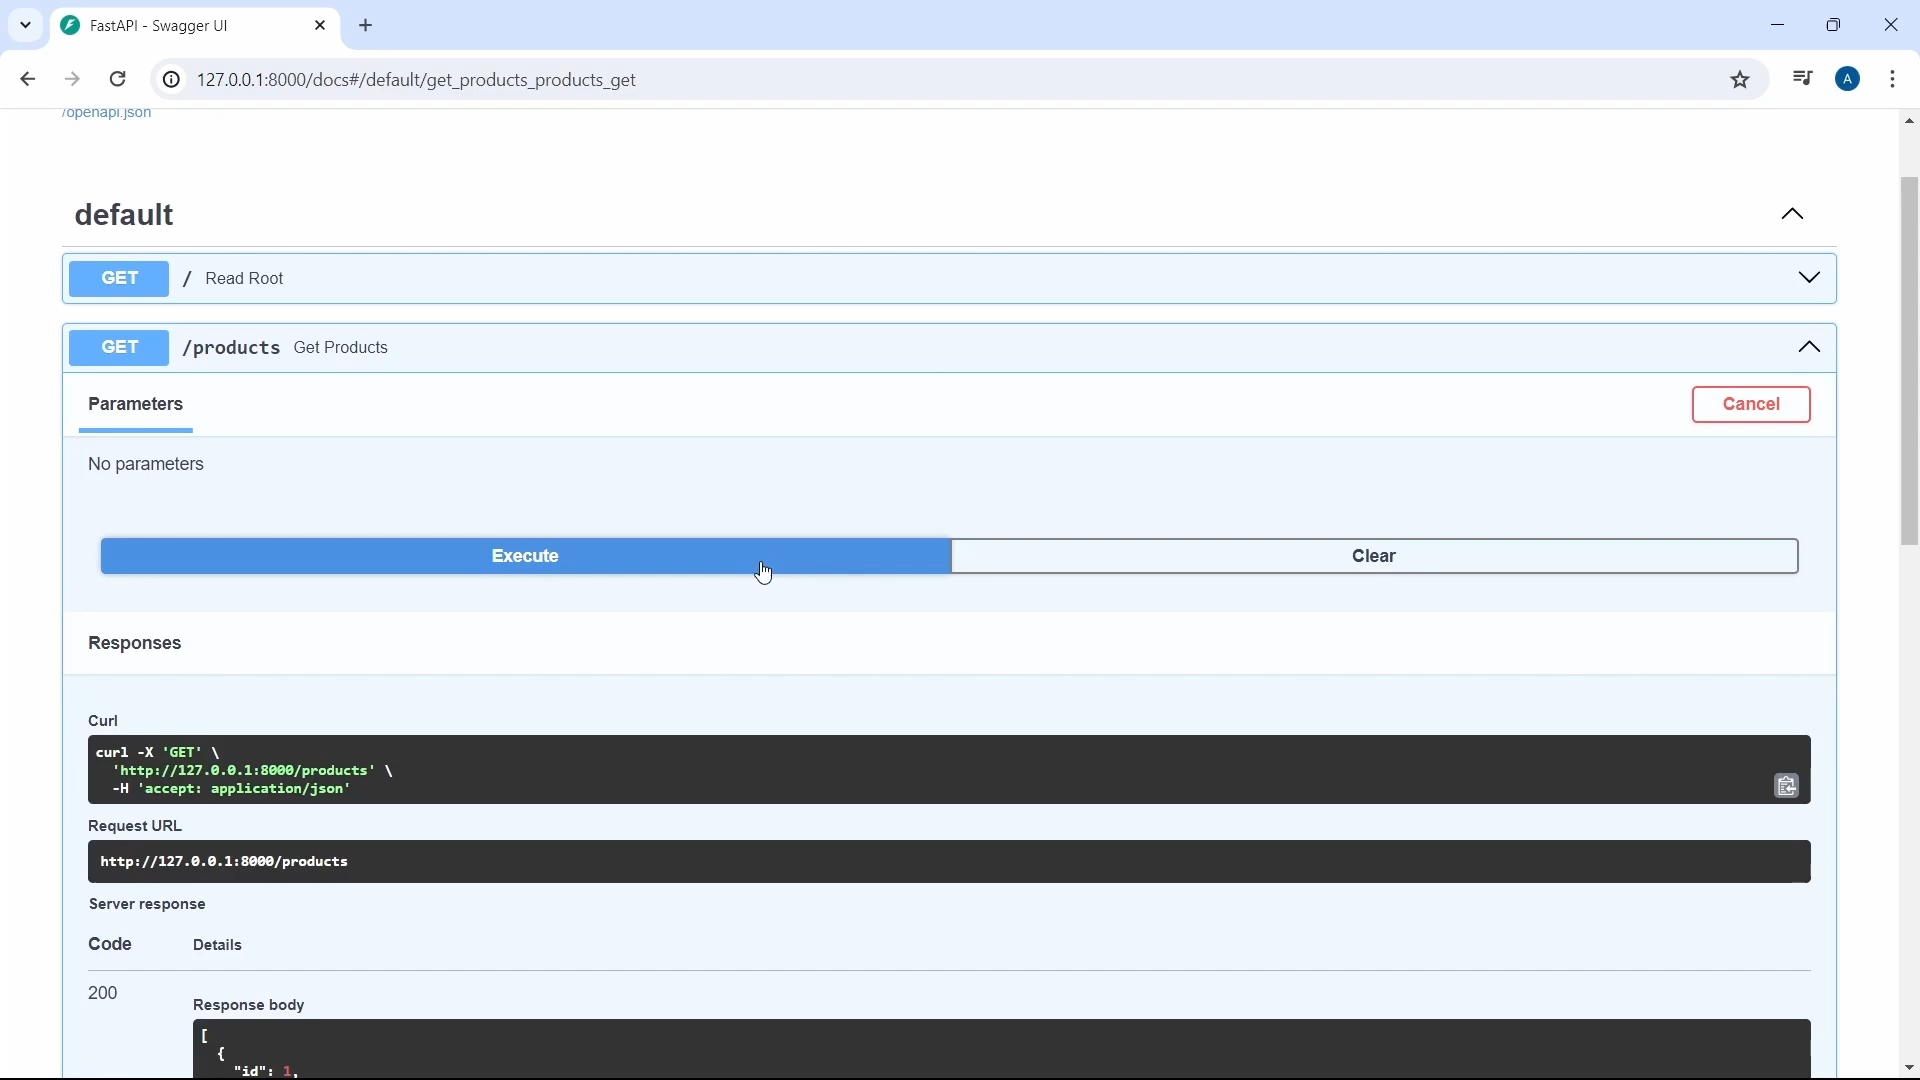 FastAPI - Swagger UI
127.0.0.1:8000/docs#/default/get_products_products_get
A
/openapi.json
default
GET / Read Root
GET /products Get Products
Parameters
Cancel
No parameters
Execute
Clear
Responses
Curl
curl -X 'GET' \
'http://127.0.0.1:8000/products' \
-H 'accept: application/json'
Request URL
http://127.0.0.1:8000/products
Server response
Code Details
200
Response body
[
{
"id": 1,